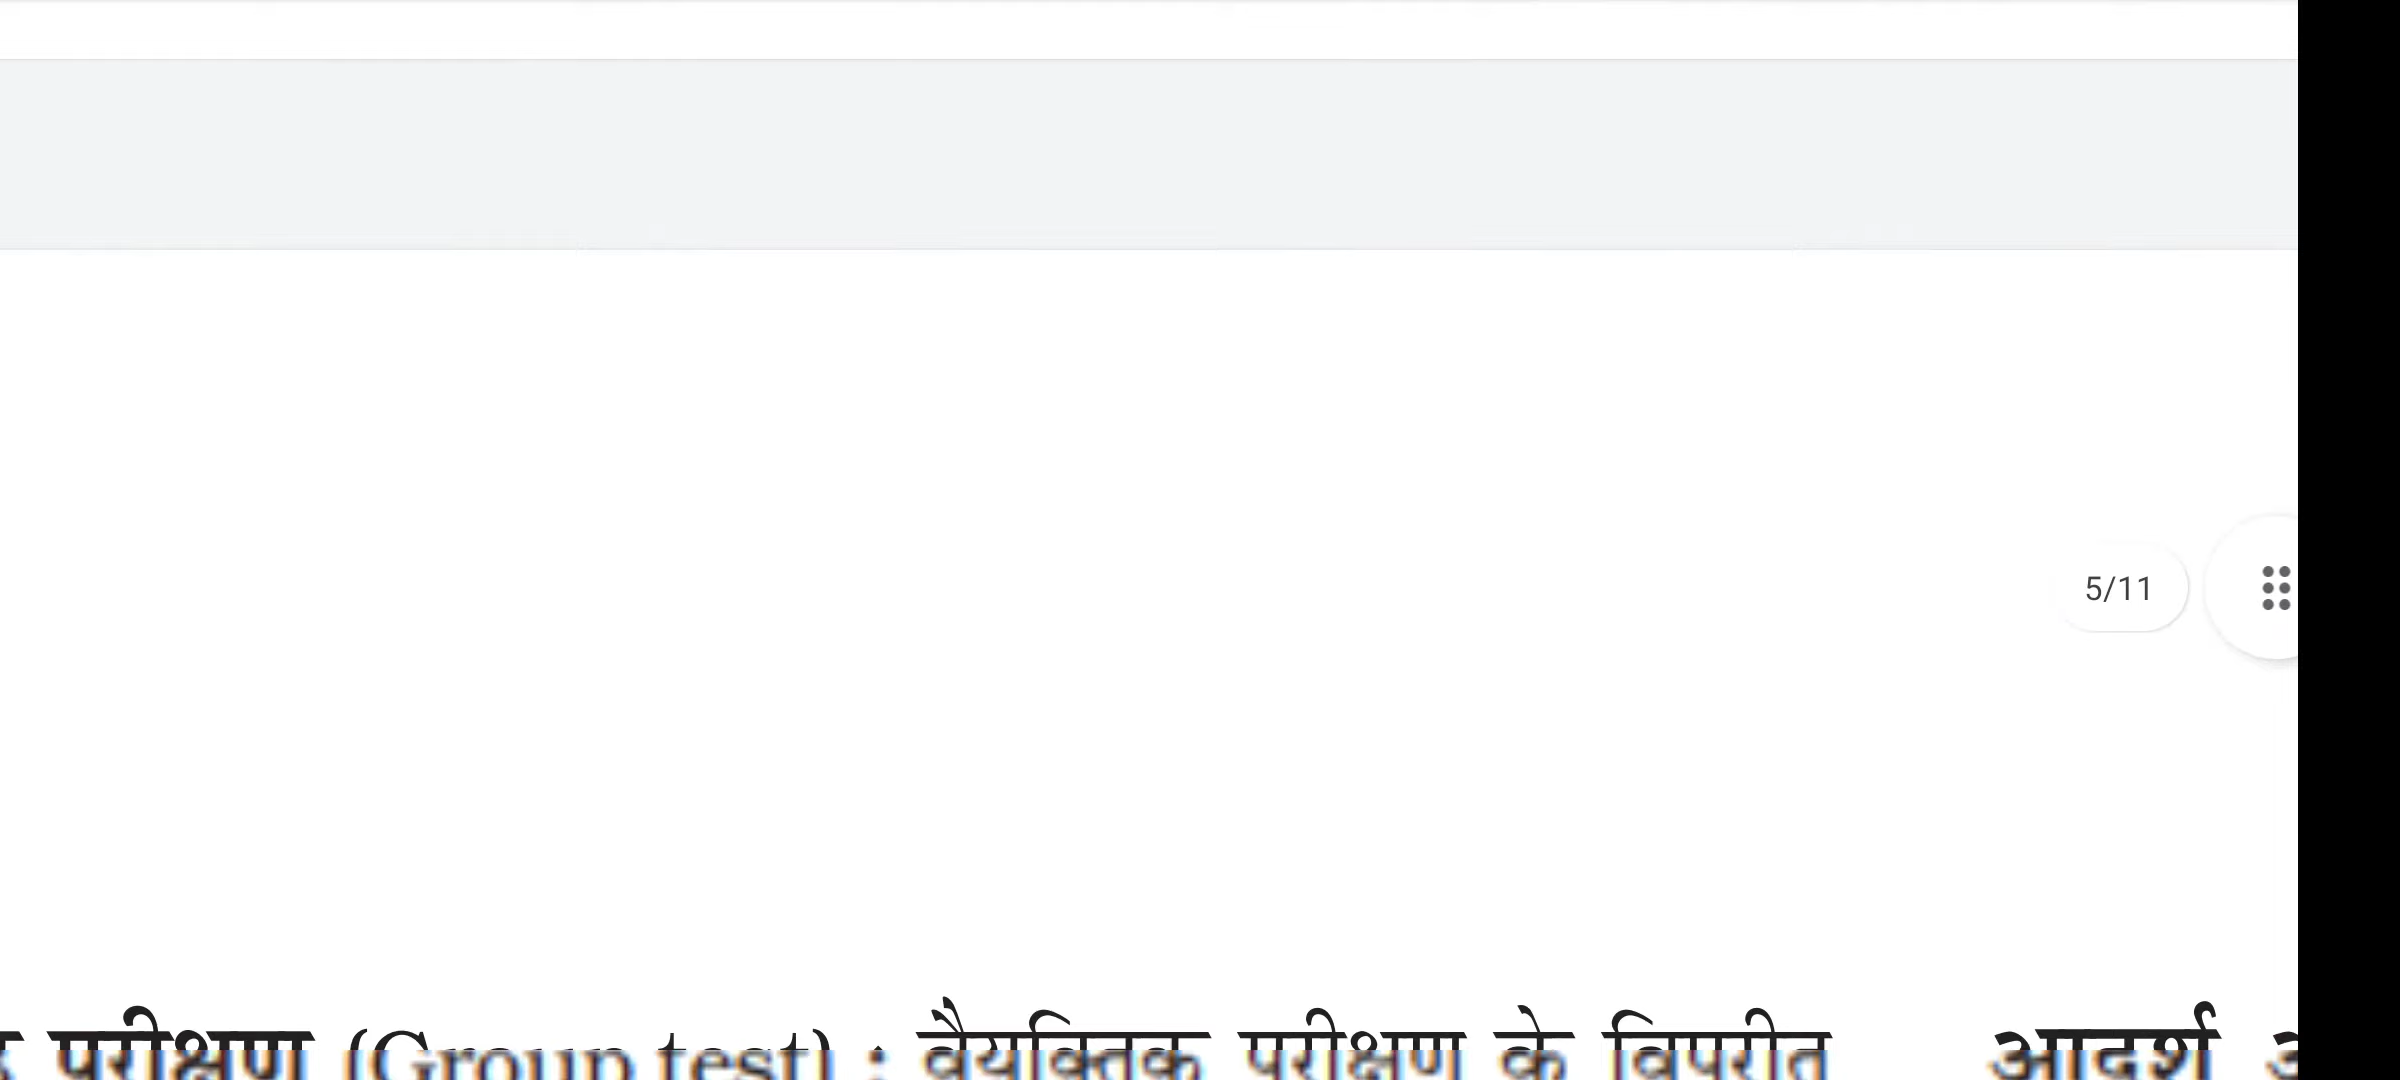 5/11
परीक्षण (Group test) : वैयक्तिक परीक्षण के विपरीत
आदर्श